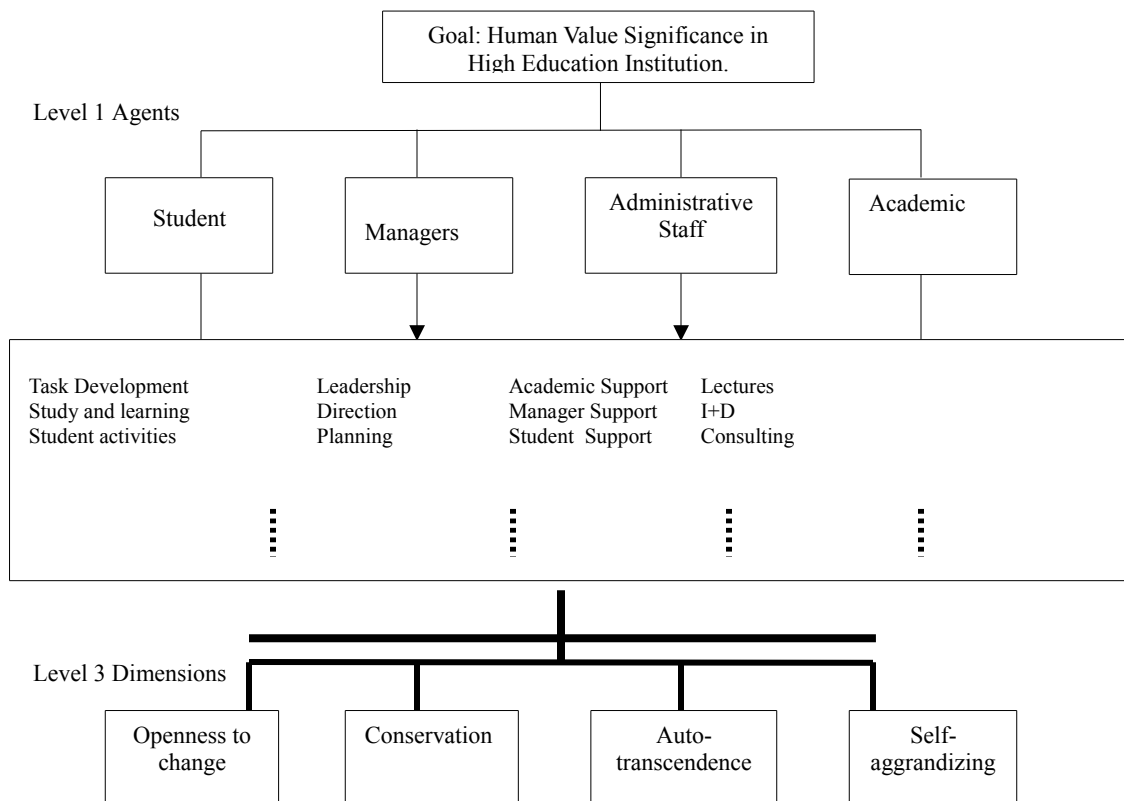 Goal: Human Value Significance in
High Education Institution.
Level 1 Agents
Student
Managers
Administrative
Staff
Academic
Task Development
Study and learning
Student activities
Leadership
Direction
Planning
Academic Support
Manager Support
Student Support
Lectures
I+D
Consulting
Level 3 Dimensions
Openness to
change
Conservation
Auto-
transcendence
Self-
aggrandizing